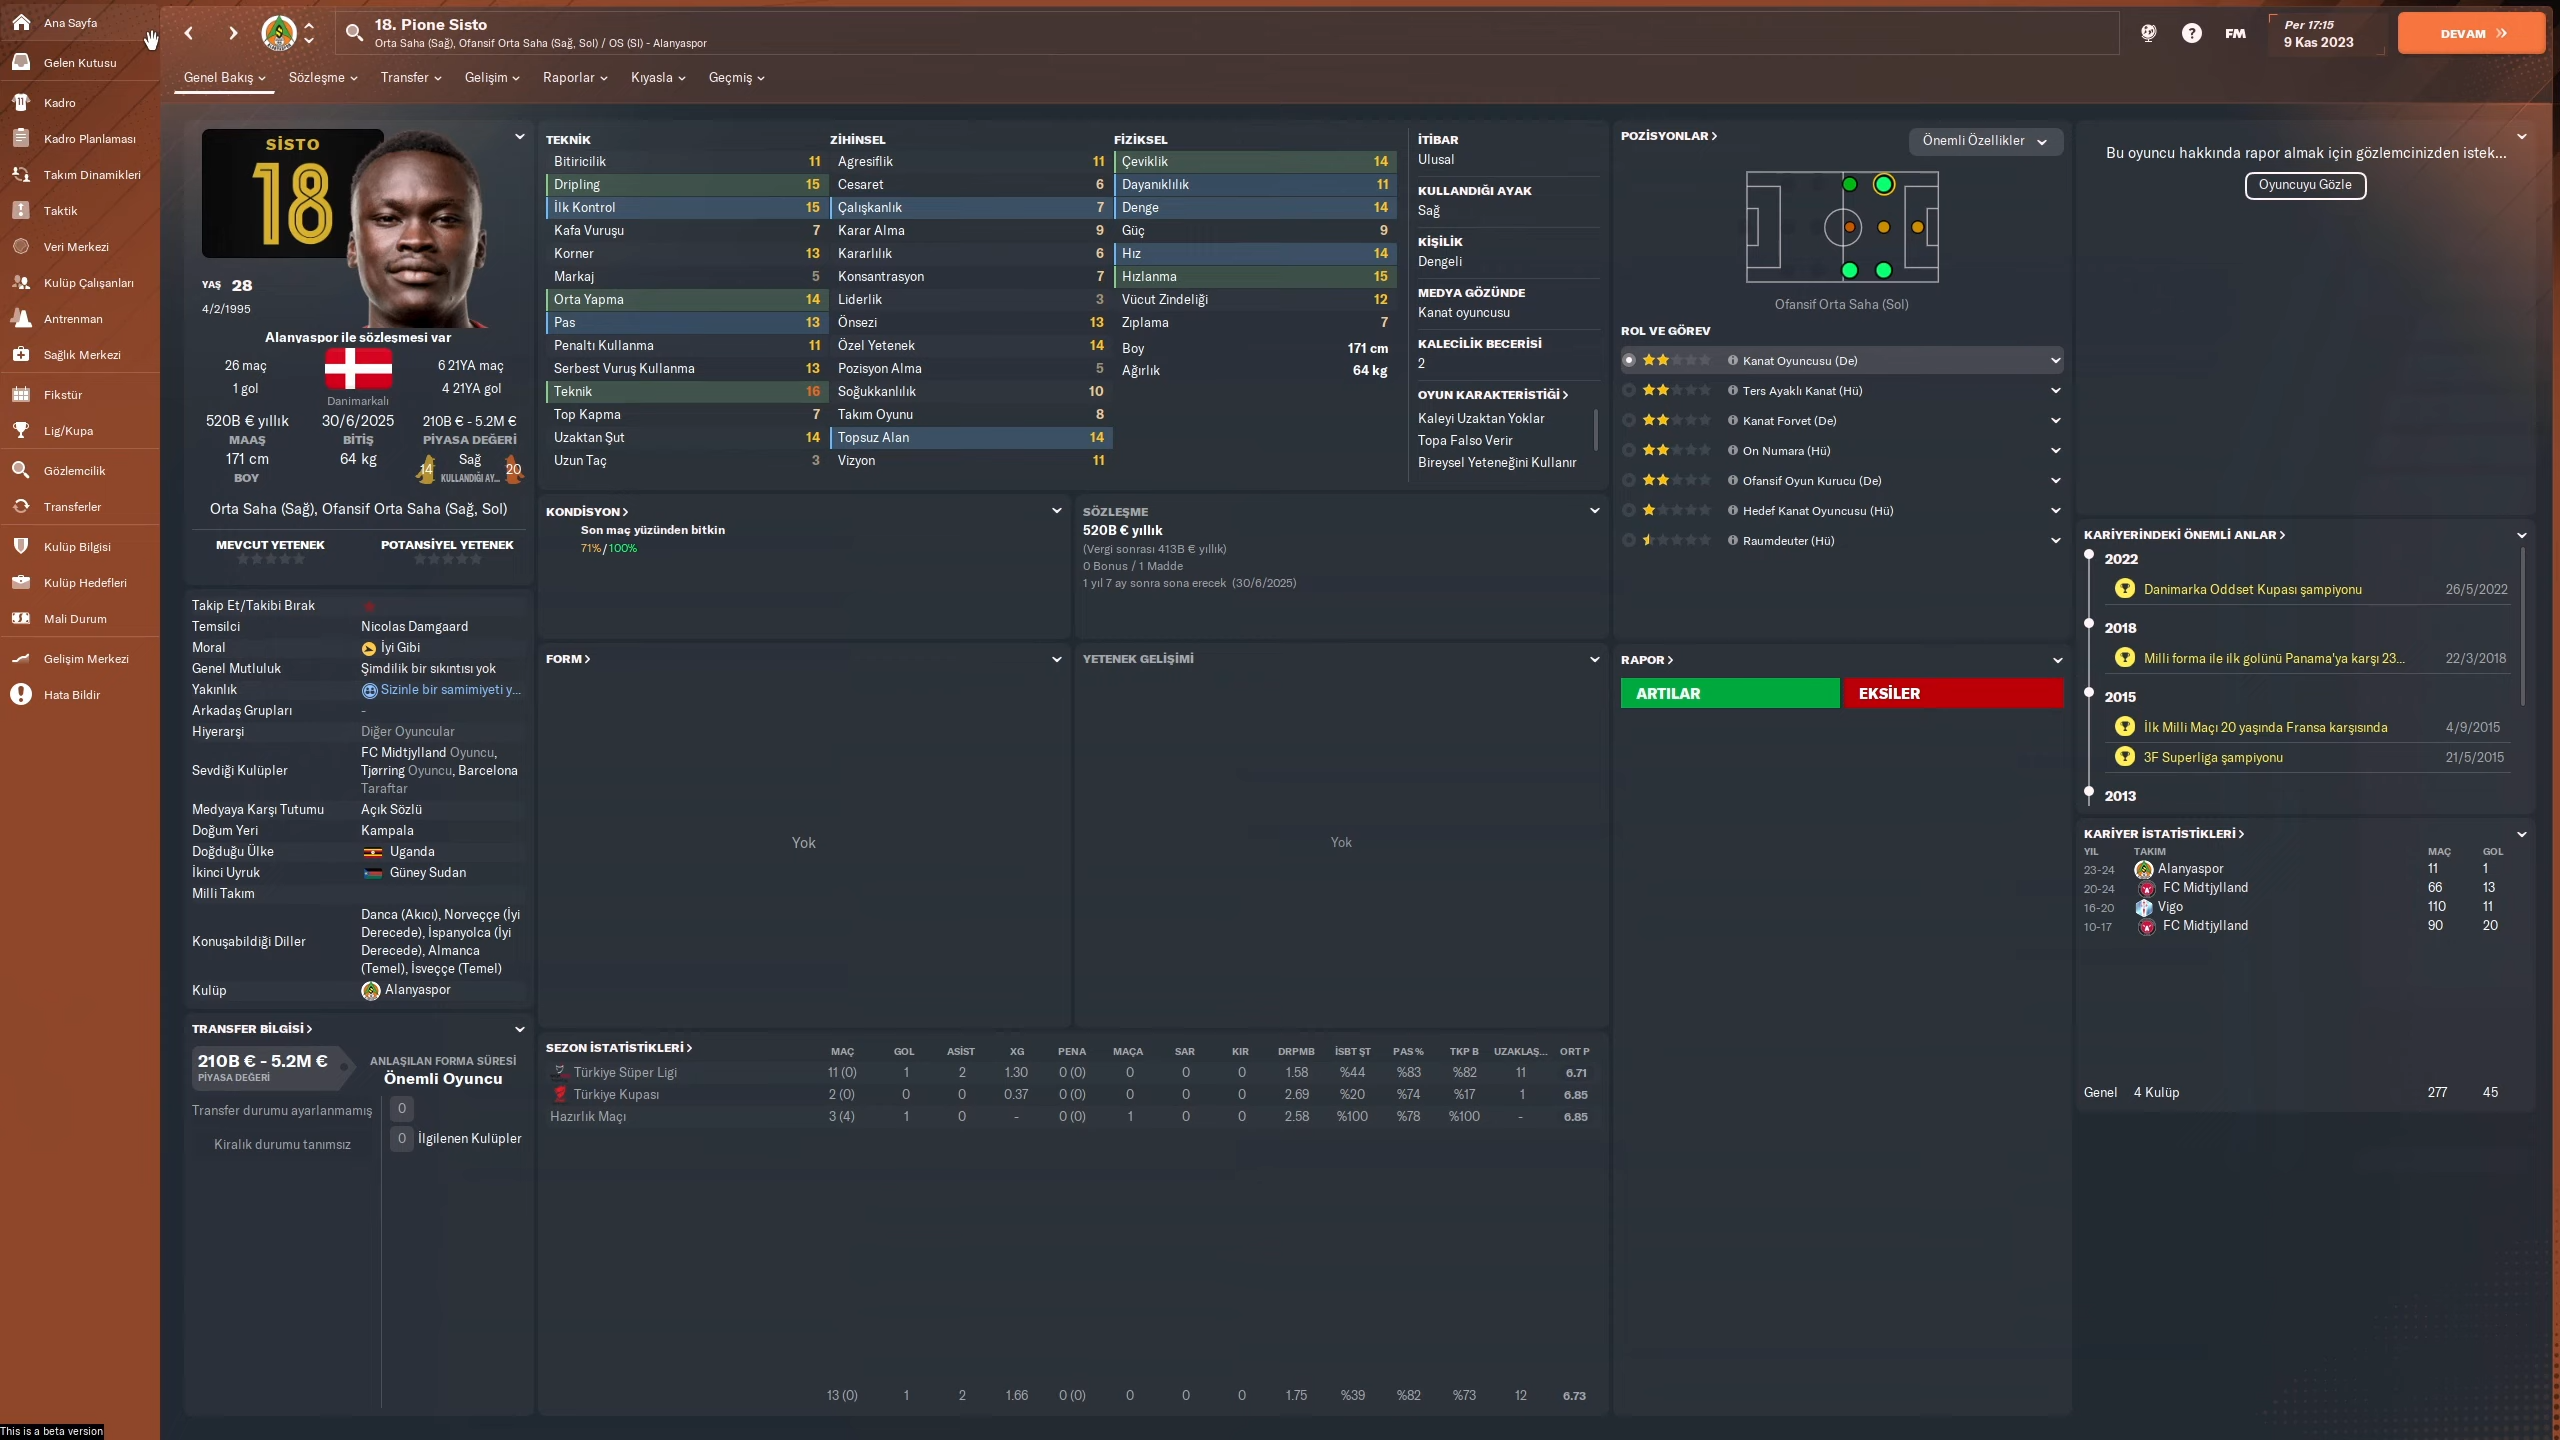 Ana Sayfa
Gelen Kutusu
Kadro
Kadro Planlaması
Takım Dinamikleri
Taktik
Veri Merkezi
Kulüp Çalışanları
Antrenman
Sağlık Merkezi
Fikstür
Lig/Kupa
Gözlemcilik
Transferler
Kulüp Bilgisi
Kulüp Hedefleri
Mali Durum
Gelişim Merkezi
Hata Bildir
This is a beta version
18. Pione Sisto
Orta Saha (Sağ), Ofansif Orta Saha (Sağ, Sol) / OS (Sl) - Alanyaspor
FM
Per 17:15
9 Kas 2023
DEVAM
Genel Bakış Sözleşme Transfer Gelişim Raporlar Kıyasla Geçmiş
SİSTO
18
YAŞ 28
4/2/1995
Alanyaspor ile sözleşmesi var
26 maç 6 21YA maç
1 gol 4 21YA gol
Danimarkalı
520B € yıllık 30/6/2025 210B € - 5.2M €
MAAŞ BİTİŞ PİYASA DEĞERİ
171 cm 64 kg 14 Sağ 20
BOY KULLANDIĞI AY...
Orta Saha (Sağ), Ofansif Orta Saha (Sağ, Sol)
MEVCUT YETENEK POTANSİYEL YETENEK
Takip Et/Takibi Bırak
Temsilci Nicolas Damgaard
Moral İyi Gibi
Genel Mutluluk Şimdilik bir sıkıntısı yok
Yakınlık Sizinle bir samimiyeti y...
Arkadaş Grupları -
Hiyerarşi Diğer Oyuncular
Sevdiği Kulüpler FC Midtjylland Oyuncu,
Tjørring Oyuncu, Barcelona
Taraftar
Medyaya Karşı Tutumu Açık Sözlü
Doğum Yeri Kampala
Doğduğu Ülke Uganda
İkinci Uyruk Güney Sudan
Milli Takım
Konuşabildiği Diller Danca (Akıcı), Norveççe (İyi
Derecede), İspanyolca (İyi
Derecede), Almanca
(Temel), İsveççe (Temel)
Kulüp Alanyaspor
TRANSFER BİLGİSİ
210B € - 5.2M €
PİYASA DEĞERİ
ANLAŞILAN FORMA SÜRESİ
Önemli Oyuncu
Transfer durumu ayarlanmamış 0
Kiralık durumu tanımsız 0 İlgilenen Kulüpler
TEKNİK
Bitiricilik 11
Dripling 15
İlk Kontrol 15
Kafa Vuruşu 7
Korner 13
Markaj 5
Orta Yapma 14
Pas 13
Penaltı Kullanma 11
Serbest Vuruş Kullanma 13
Teknik 16
Top Kapma 7
Uzaktan Şut 14
Uzun Taç 3
ZİHİNSEL
Agresiflik 11
Cesaret 6
Çalışkanlık 7
Karar Alma 9
Kararlılık 6
Konsantrasyon 7
Liderlik 3
Önsezi 13
Özel Yetenek 14
Pozisyon Alma 5
Soğukkanlılık 10
Takım Oyunu 8
Topsuz Alan 14
Vizyon 11
FİZİKSEL
Çeviklik 14
Dayanıklılık 11
Denge 14
Güç 9
Hız 14
Hızlanma 15
Vücut Zindeliği 12
Zıplama 7
Boy 171 cm
Ağırlık 64 kg
İTİBAR
Ulusal
KULLANDIĞI AYAK
Sağ
KİŞİLİK
Dengeli
MEDYA GÖZÜNDE
Kanat oyuncusu
KALECİLİK BECERİSİ
2
OYUN KARAKTERİSTİĞİ
Kaleyi Uzaktan Yoklar
Topa Falso Verir
Bireysel Yeteneğini Kullanır
KONDİSYON
Son maç yüzünden bitkin
71%/100%
SÖZLEŞME
520B € yıllık
(Vergi sonrası 413B € yıllık)
0 Bonus / 1 Madde
1 yıl 7 ay sonra sona erecek (30/6/2025)
FORM
Yok
YETENEK GELİŞİMİ
Yok
SEZON İSTATİSTİKLERİ MAÇ GOL ASİST XG PENA MAÇA SAR KIR DRPMB İSBT ŞT PAS % TKP B UZAKLAŞ... ORT P
Türkiye Süper Ligi 11 (0) 1 2 1.30 0 (0) 0 0 0 1.58 %44 %83 %82 11 6.71
Türkiye Kupası 2 (0) 0 0 0.37 0 (0) 0 0 0 2.69 %20 %74 %17 1 6.85
Hazırlık Maçı 3 (4) 1 0 - 0 (0) 1 0 0 2.58 %100 %78 %100 - 6.85
13 (0) 1 2 1.66 0 (0) 0 0 0 1.75 %39 %82 %73 12 6.73
POZİSYONLAR
Önemli Özellikler
Ofansif Orta Saha (Sol)
ROL VE GÖREV
Kanat Oyuncusu (De)
Ters Ayaklı Kanat (Hü)
Kanat Forvet (De)
On Numara (Hü)
Ofansif Oyun Kurucu (De)
Hedef Kanat Oyuncusu (Hü)
Raumdeuter (Hü)
RAPOR
ARTILAR EKSİLER
Bu oyuncu hakkında rapor almak için gözlemcinizden istek...
Oyuncuyu Gözle
KARİYERİNDEKİ ÖNEMLİ ANLAR
2022
Danimarka Oddset Kupası şampiyonu 26/5/2022
2018
Milli forma ile ilk golünü Panama'ya karşı 23... 22/3/2018
2015
İlk Milli Maçı 20 yaşında Fransa karşısında 4/9/2015
3F Superliga şampiyonu 21/5/2015
2013
KARİYER İSTATİSTİKLERİ
YIL TAKIM MAÇ GOL
23-24 Alanyaspor 11 1
20-24 FC Midtjylland 66 13
16-20 Vigo 110 11
10-17 FC Midtjylland 90 20
Genel 4 Kulüp 277 45